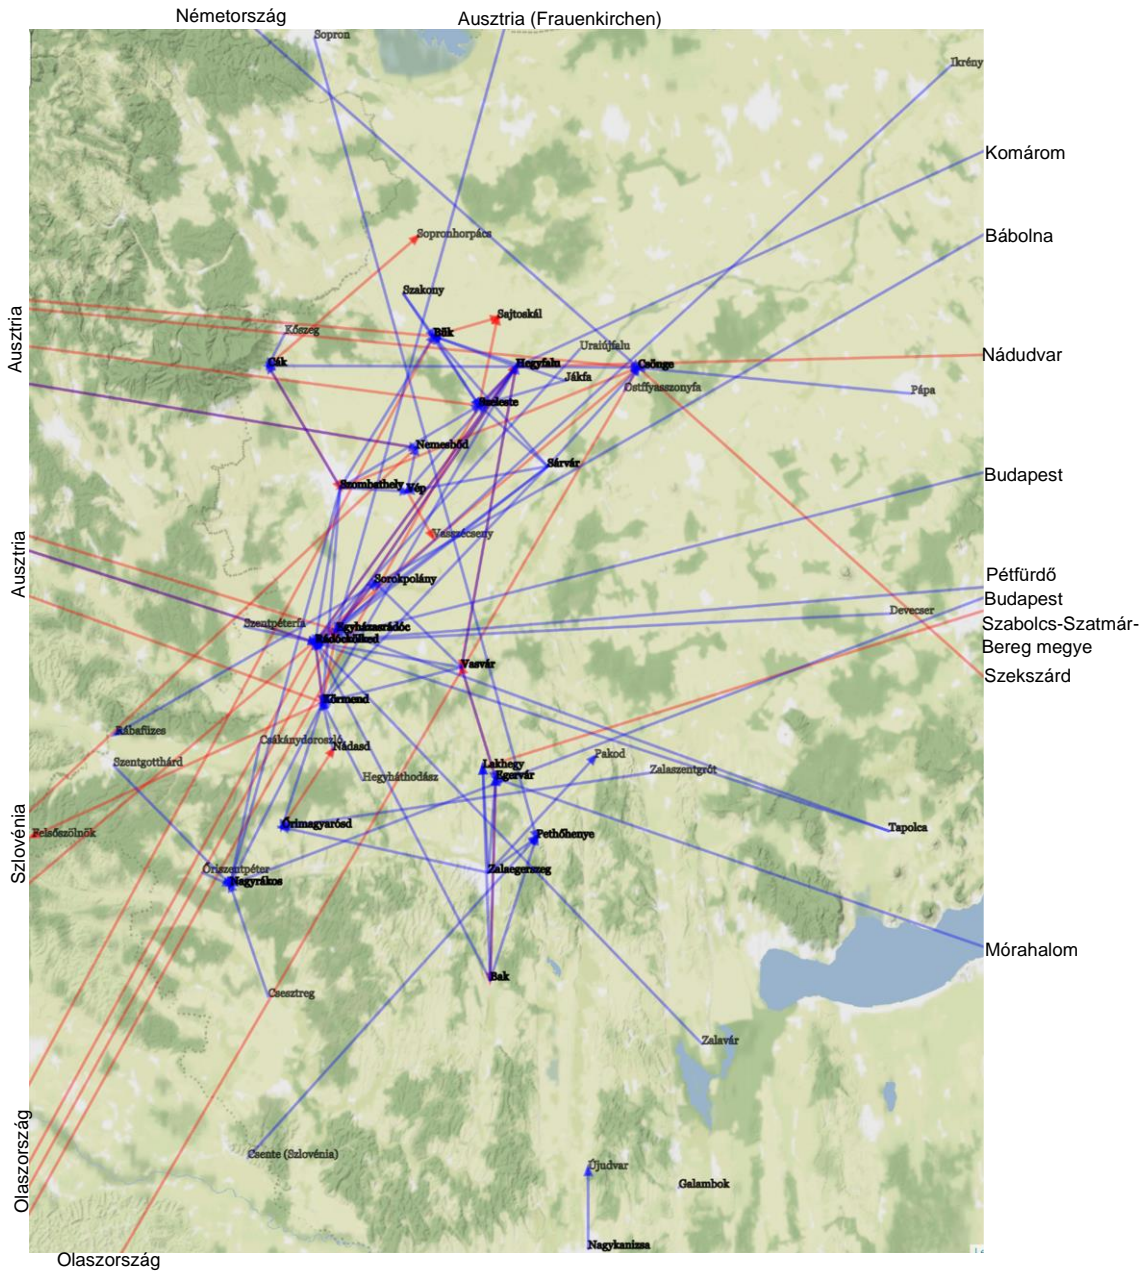 Németország
Ausztria (Frauenkirchen)
Sopron
Ikrény
Komárom
Bábolna
Sopronhorpács
Szakony
Ausztria
Sajtoskál
Kőszeg
Bük
Uraiújfalu
Nádudvar
Cák
Hegyfalu
Csönge
Jákfa
Ostffyasszonyfa
Pápa
Szeleste
Nemesbőd
Sárvár
Budapest
Szombathely
Vép
Vasszécseny
Ausztria
Sorokpolány
Pétfürdő
Budapest
Devecser
Szentpéterfa
Egyházasrádóc
Szabolcs-Szatmár-
Bereg megye
Rádóckölked
Vasvár
Szekszárd
Körmend
Rábafüzes
Csákánydoroszló
Nádasd
Szentgotthárd
Pakod
Lakhegy
Zalaszentgrót
Hegyháthodász
Egervár
Szlovénia
Felsőszölnök
Őrimagyarósd
Tapolca
Pethőhenye
Őriszentpéter
Zalaegerszeg
Nagyrákos
Mórahalom
Bak
Csesztreg
Zalavár
Olaszország
Csente (Szlovénia)
Újudvar
Galambok
Nagykanizsa
Olaszország